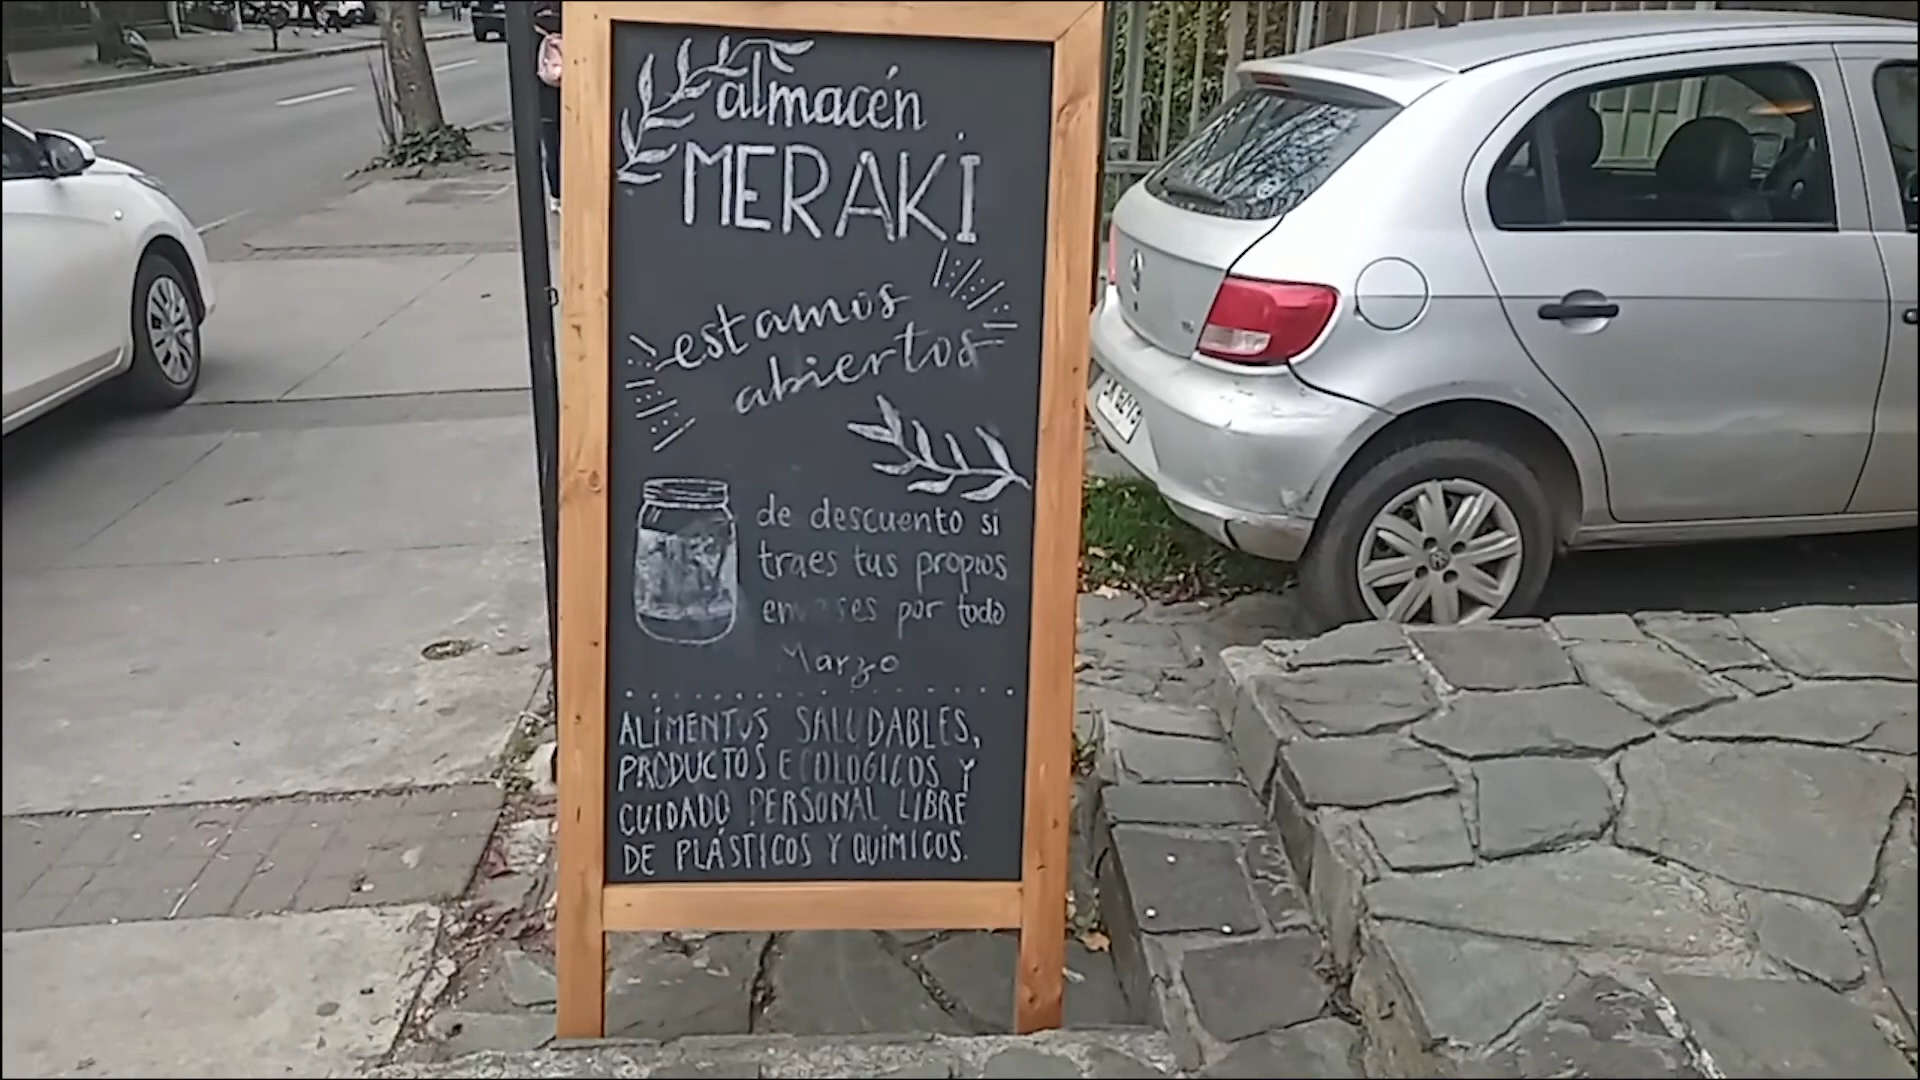 almacén
MERAKI
estamos
abiertos
de descuento si
traes tus propios
envases por todo
Marzo
ALIMENTOS SALUDABLES,
PRODUCTOS ECOLOGICOS Y
CUIDADO PERSONAL LIBRE
DE PLÁSTICOS Y QUÍMICOS.